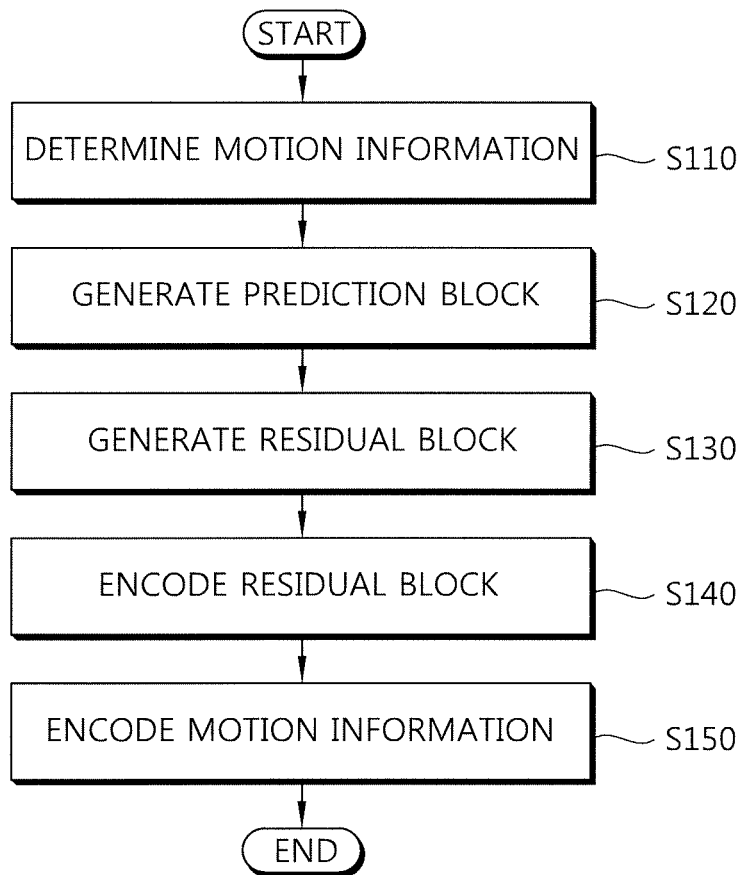 START
DETERMINE MOTION INFORMATION
S110
GENERATE PREDICTION BLOCK
S120
GENERATE RESIDUAL BLOCK
S130
ENCODE RESIDUAL BLOCK
S140
ENCODE MOTION INFORMATION
S150
END